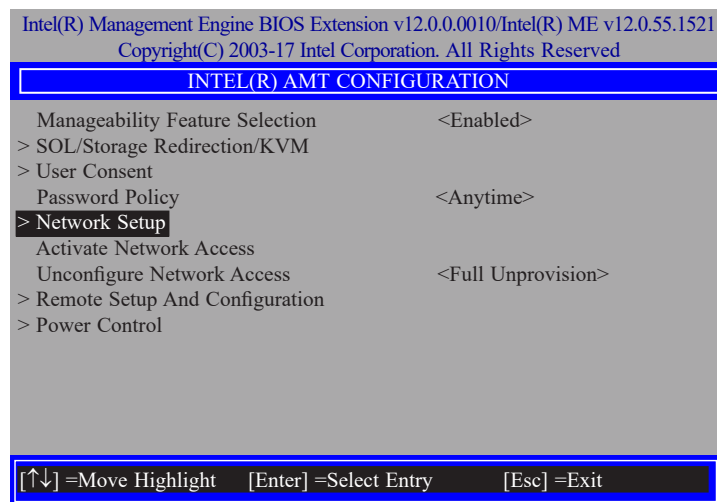 Intel(R) Management Engine BIOS Extension v12.0.0.0010/Intel(R) ME v12.0.55.1521
Copyright(C) 2003-17 Intel Corporation. All Rights Reserved
INTEL(R) AMT CONFIGURATION
Manageability Feature Selection <Enabled>
> SOL/Storage Redirection/KVM
> User Consent
Password Policy <Anytime>
> Network Setup
Activate Network Access
Unconfigure Network Access <Full Unprovision>
> Remote Setup And Configuration
> Power Control
[↑↓] =Move Highlight [Enter] =Select Entry [Esc] =Exit